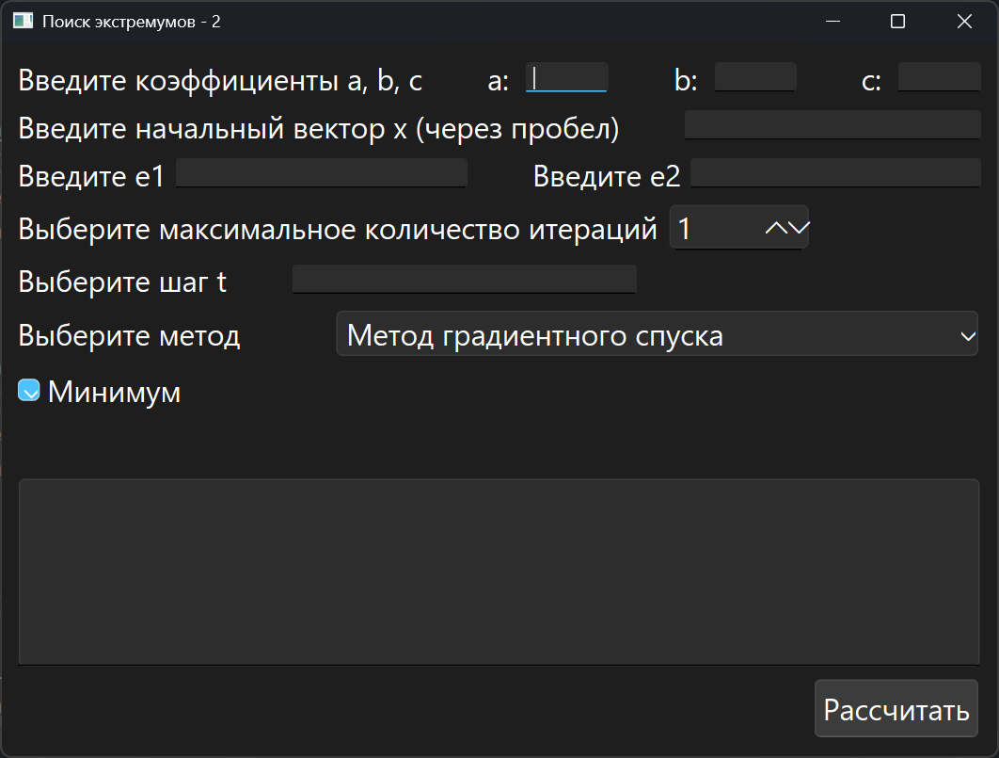 Поиск экстремумов - 2
Введите коэффициенты a, b, c a: b: c:
Введите начальный вектор x (через пробел)
Введите e1 Введите e2
Выберите максимальное количество итераций 1
Выберите шаг t
Выберите метод Метод градиентного спуска
Минимум
Рассчитать